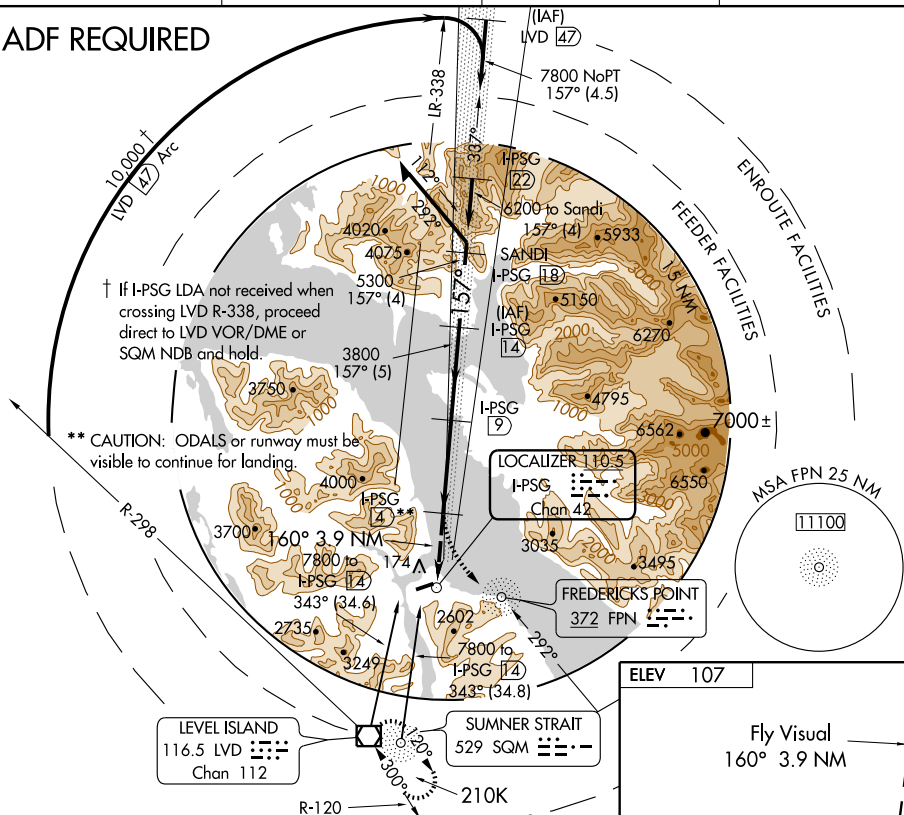 ADF REQUIRED
(IAF)
LVD 47
7800 NoPT
157° (4.5)
LR-338
337°
10,000 †
LVD 47 Arc
ENROUTE FACILITIES
FEEDER FACILITIES
15 NM
I-PSG
22
112°
292°
1000
6200 to Sandi
157° (4)
4020
4075
5933
3000
SANDI
I-PSG 18
5300
157° (4)
157°
5150
(IAF)
I-PSG
14
2000
6270
† If I-PSG LDA not received when
crossing LVD R-338, proceed
direct to LVD VOR/DME or
SQM NDB and hold.
3800
157° (5)
3750
1000
4795
1000
I-PSG
9
6562
7000±
5000
6550
** CAUTION: ODALS or runway must be
visible to continue for landing.
LOCALIZER 110.5
I-PSG
Chan 42
MSA FPN 25 NM
11100
R-298
4000
I-PSG
4 **
3700
160° 3.9 NM
174
3035
3495
7800 to
I-PSG 14
343° (34.6)
FREDERICKS POINT
372 FPN
2735
3249
2602
292°
7800 to
I-PSG 14
343° (34.8)
ELEV 107
LEVEL ISLAND
116.5 LVD
Chan 112
SUMNER STRAIT
529 SQM
120°
300°
210K
R-120
Fly Visual
160° 3.9 NM